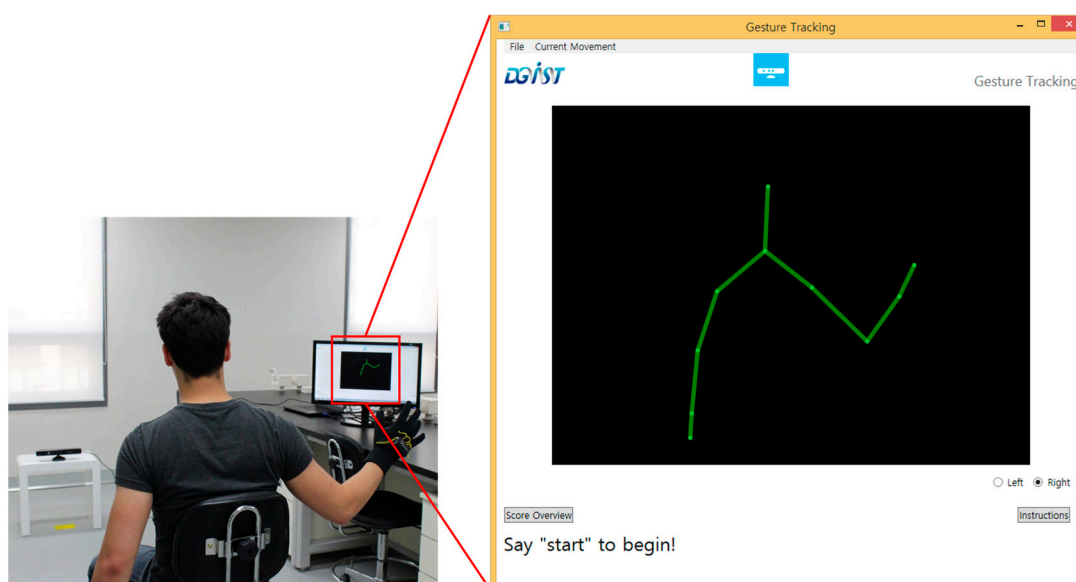 Gesture Tracking
File Current Movement
DGIST
Gesture Tracking
Left Right
Score Overview
Instructions
Say "start" to begin!